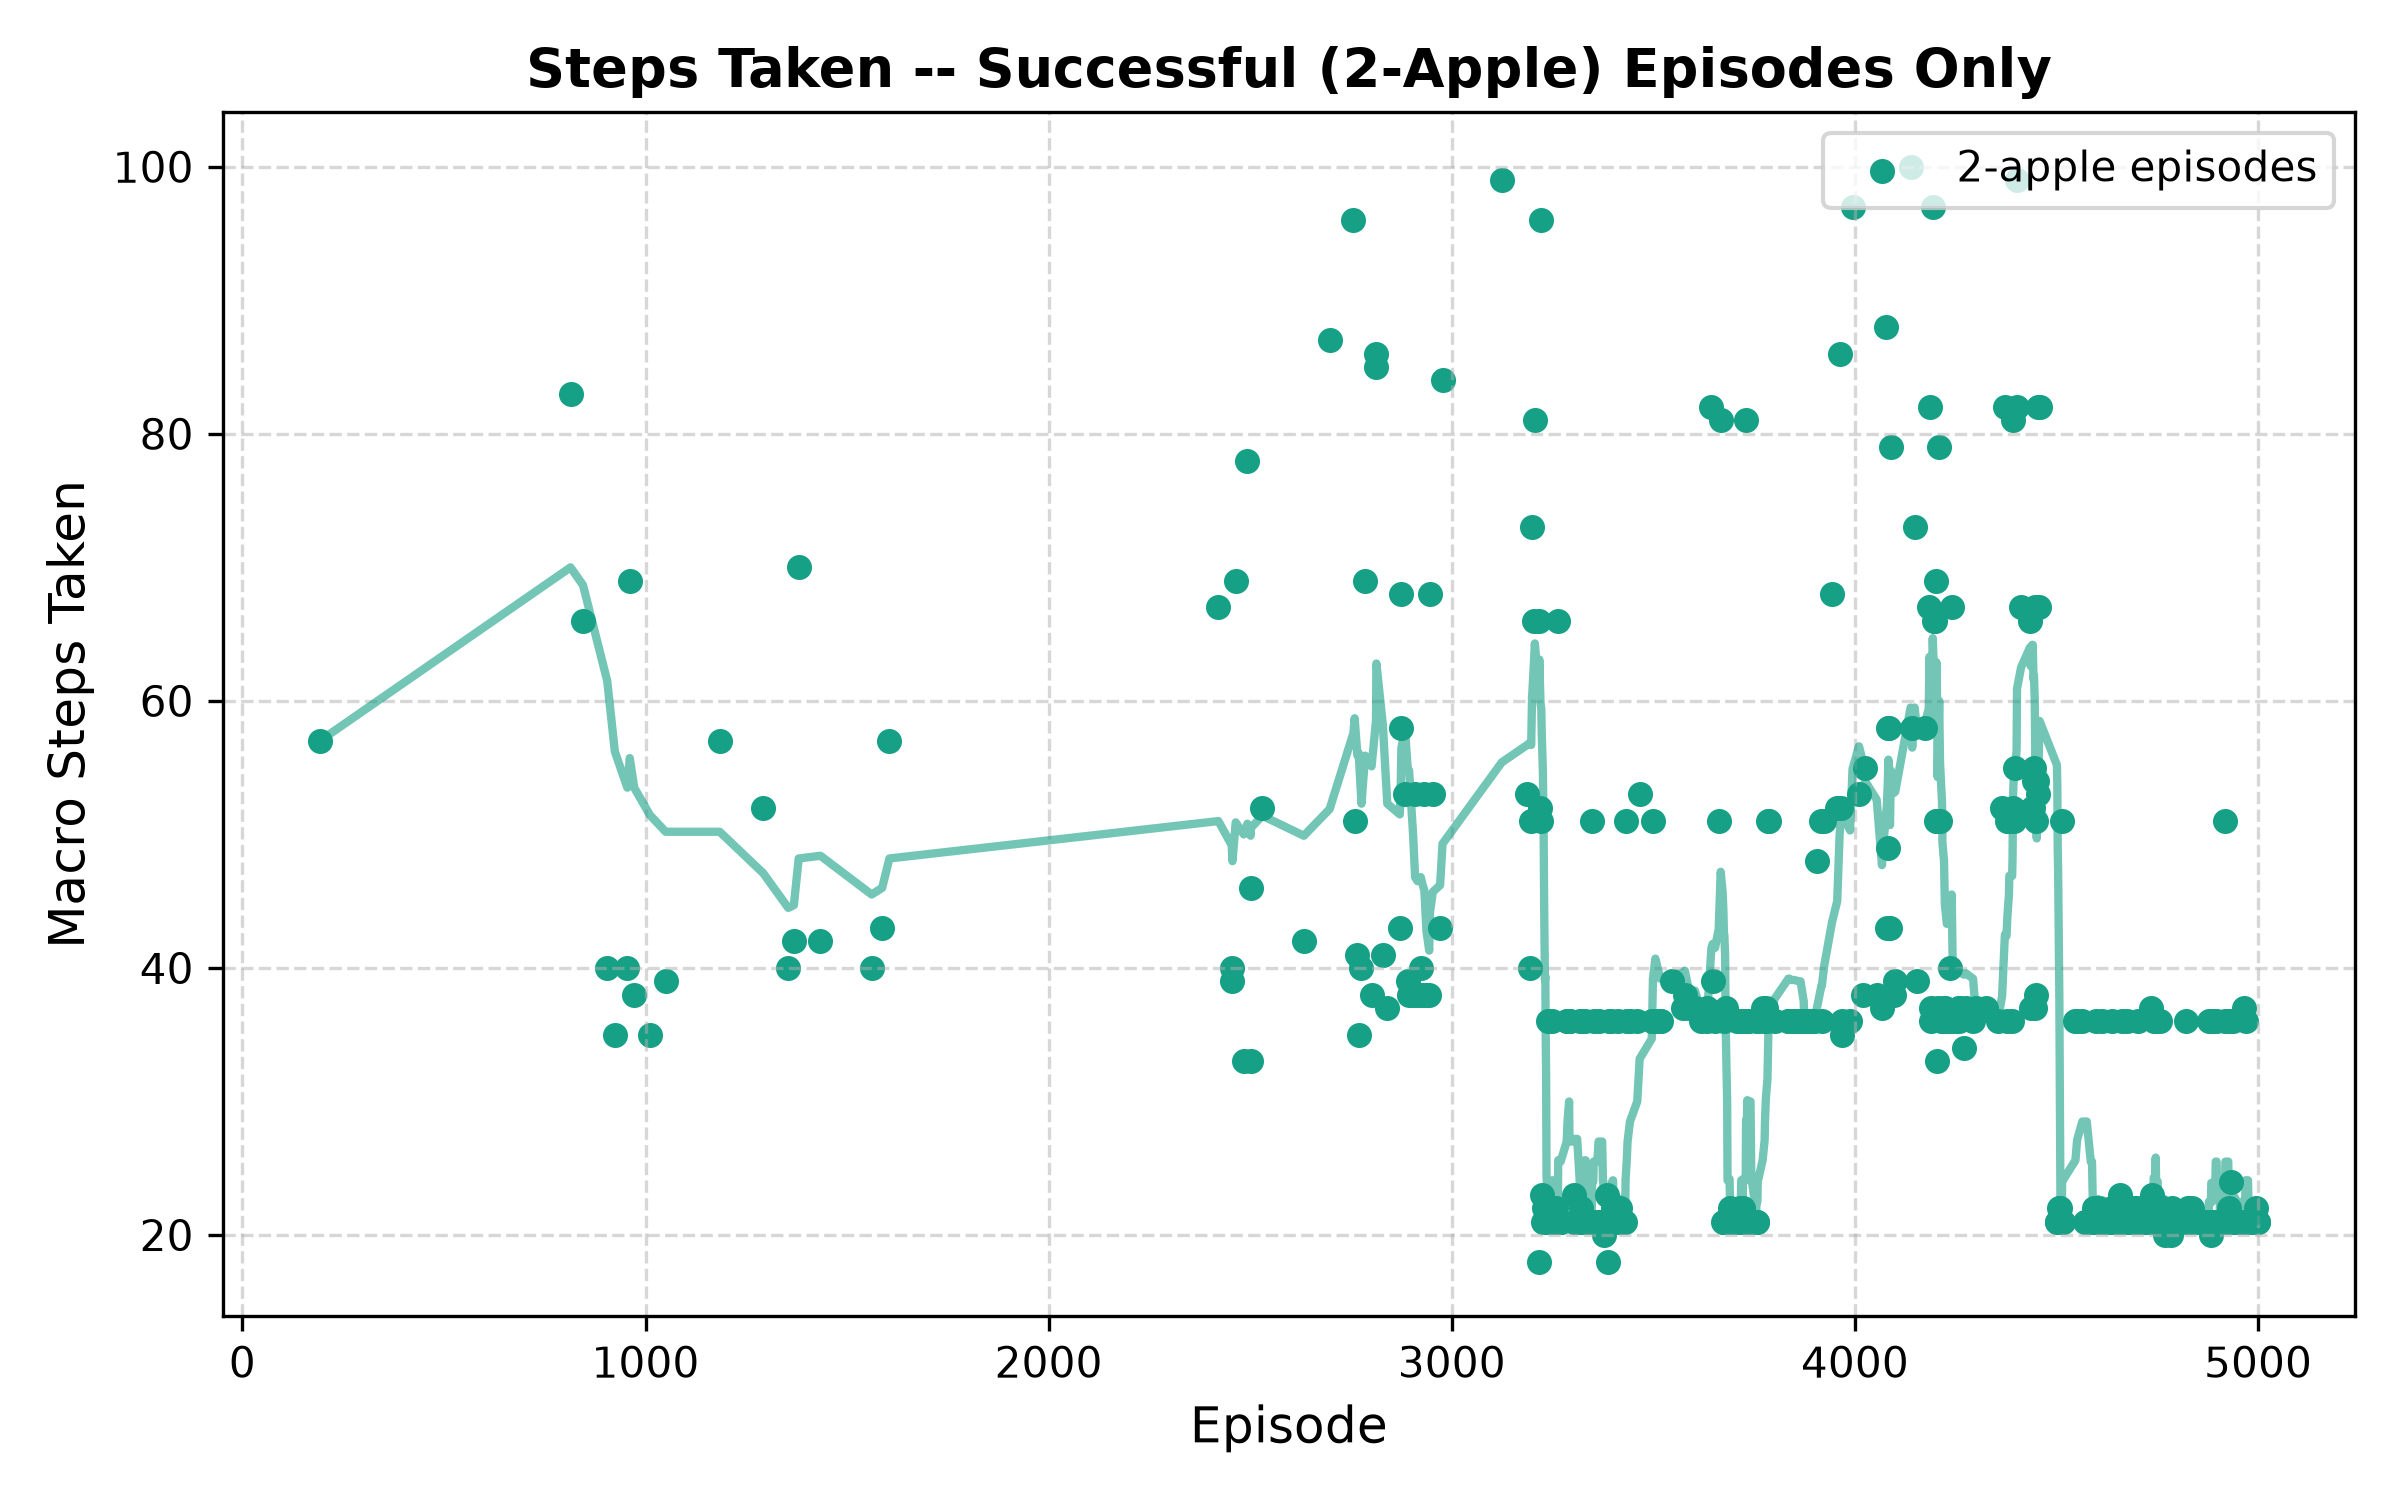 Steps Taken -- Successful (2-Apple) Episodes Only
2-apple episodes
Macro Steps Taken
100
80
60
40
20
0
1000
2000
3000
4000
5000
Episode